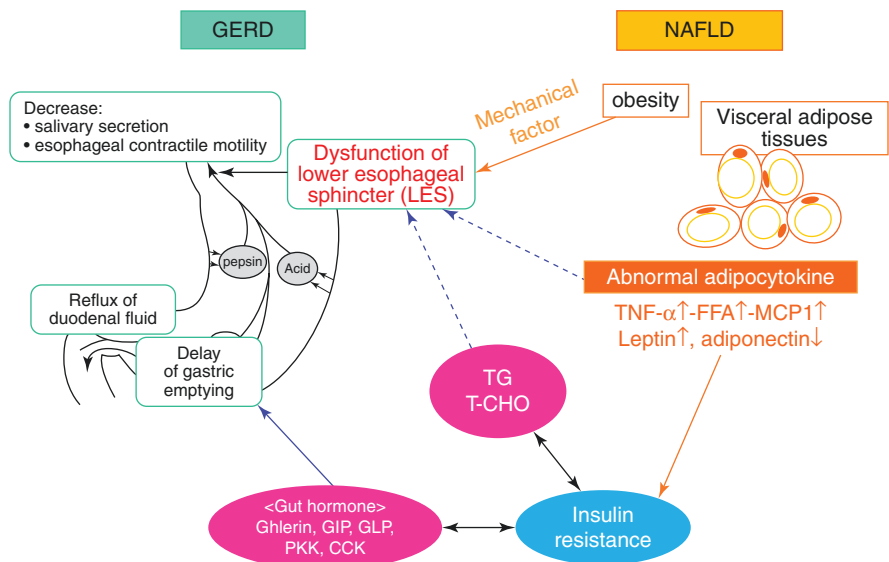 GERD
NAFLD
Decrease:
• salivary secretion
• esophageal contractile motility
Mechanical
factor
obesity
Visceral adipose
tissues
Dysfunction of
lower esophageal
sphincter (LES)
pepsin
Acid
Abnormal adipocytokine
TNF-α↑-FFA↑-MCP1↑
Leptin↑, adiponectin↓
Reflux of
duodenal fluid
Delay
of gastric
emptying
TG
T-CHO
<Gut hormone>
Ghlerin, GIP, GLP,
PKK, CCK
Insulin
resistance